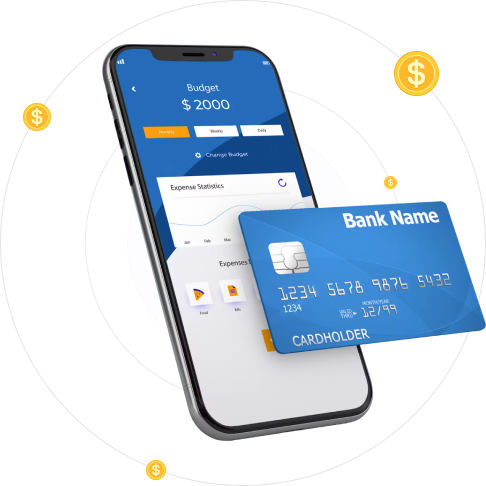 Budget
$ 2000
Monthly
Weekly
Daily
Change Budget
Expense Statistics
Jan
Feb
Mar
Expenses
Food
Bills
Bank Name
1234 5678 9876 5432
1234
MONTH/YEAR
VALID
THRU
12/99
CARDHOLDER
$
$
$
$